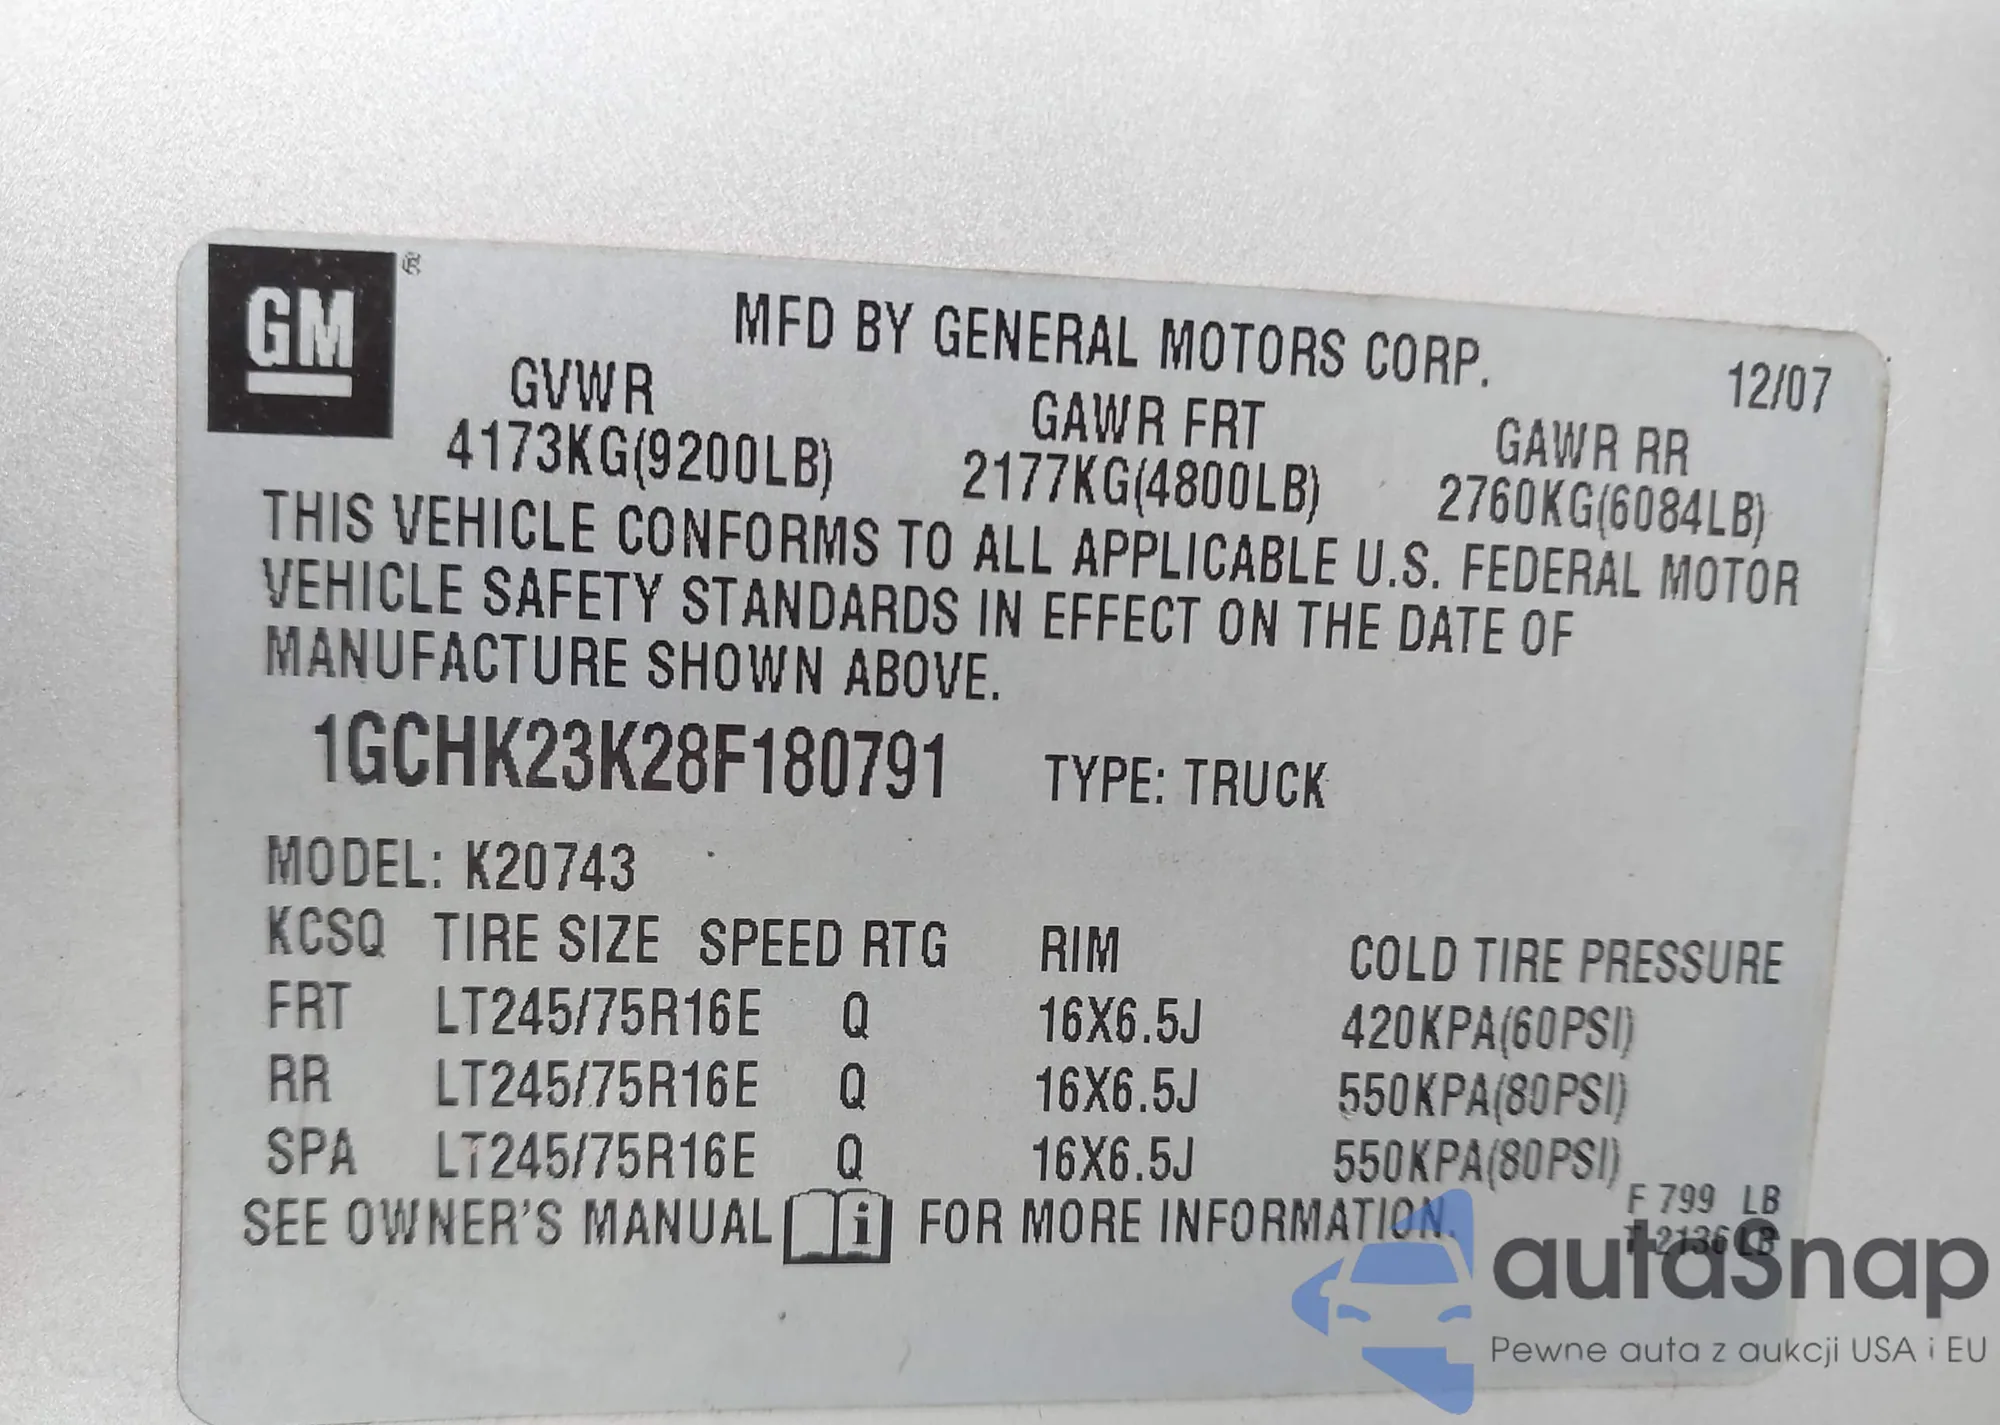 GM ®
MFD BY GENERAL MOTORS CORP. 12/07
GVWR GAWR FRT GAWR RR
4173KG(9200LB) 2177KG(4800LB) 2760KG(6084LB)
THIS VEHICLE CONFORMS TO ALL APPLICABLE U.S. FEDERAL MOTOR
VEHICLE SAFETY STANDARDS IN EFFECT ON THE DATE OF
MANUFACTURE SHOWN ABOVE.
1GCHK23K28F180791 TYPE: TRUCK
MODEL: K20743
KCSQ TIRE SIZE SPEED RTG RIM COLD TIRE PRESSURE
FRT LT245/75R16E Q 16X6.5J 420KPA(60PSI)
RR LT245/75R16E Q 16X6.5J 550KPA(80PSI)
SPA LT245/75R16E Q 16X6.5J 550KPA(80PSI)
SEE OWNER'S MANUAL i FOR MORE INFORMATION.
F 799 LB
T 2136 LB
autaSnap
Pewne auta z aukcji USA i EU